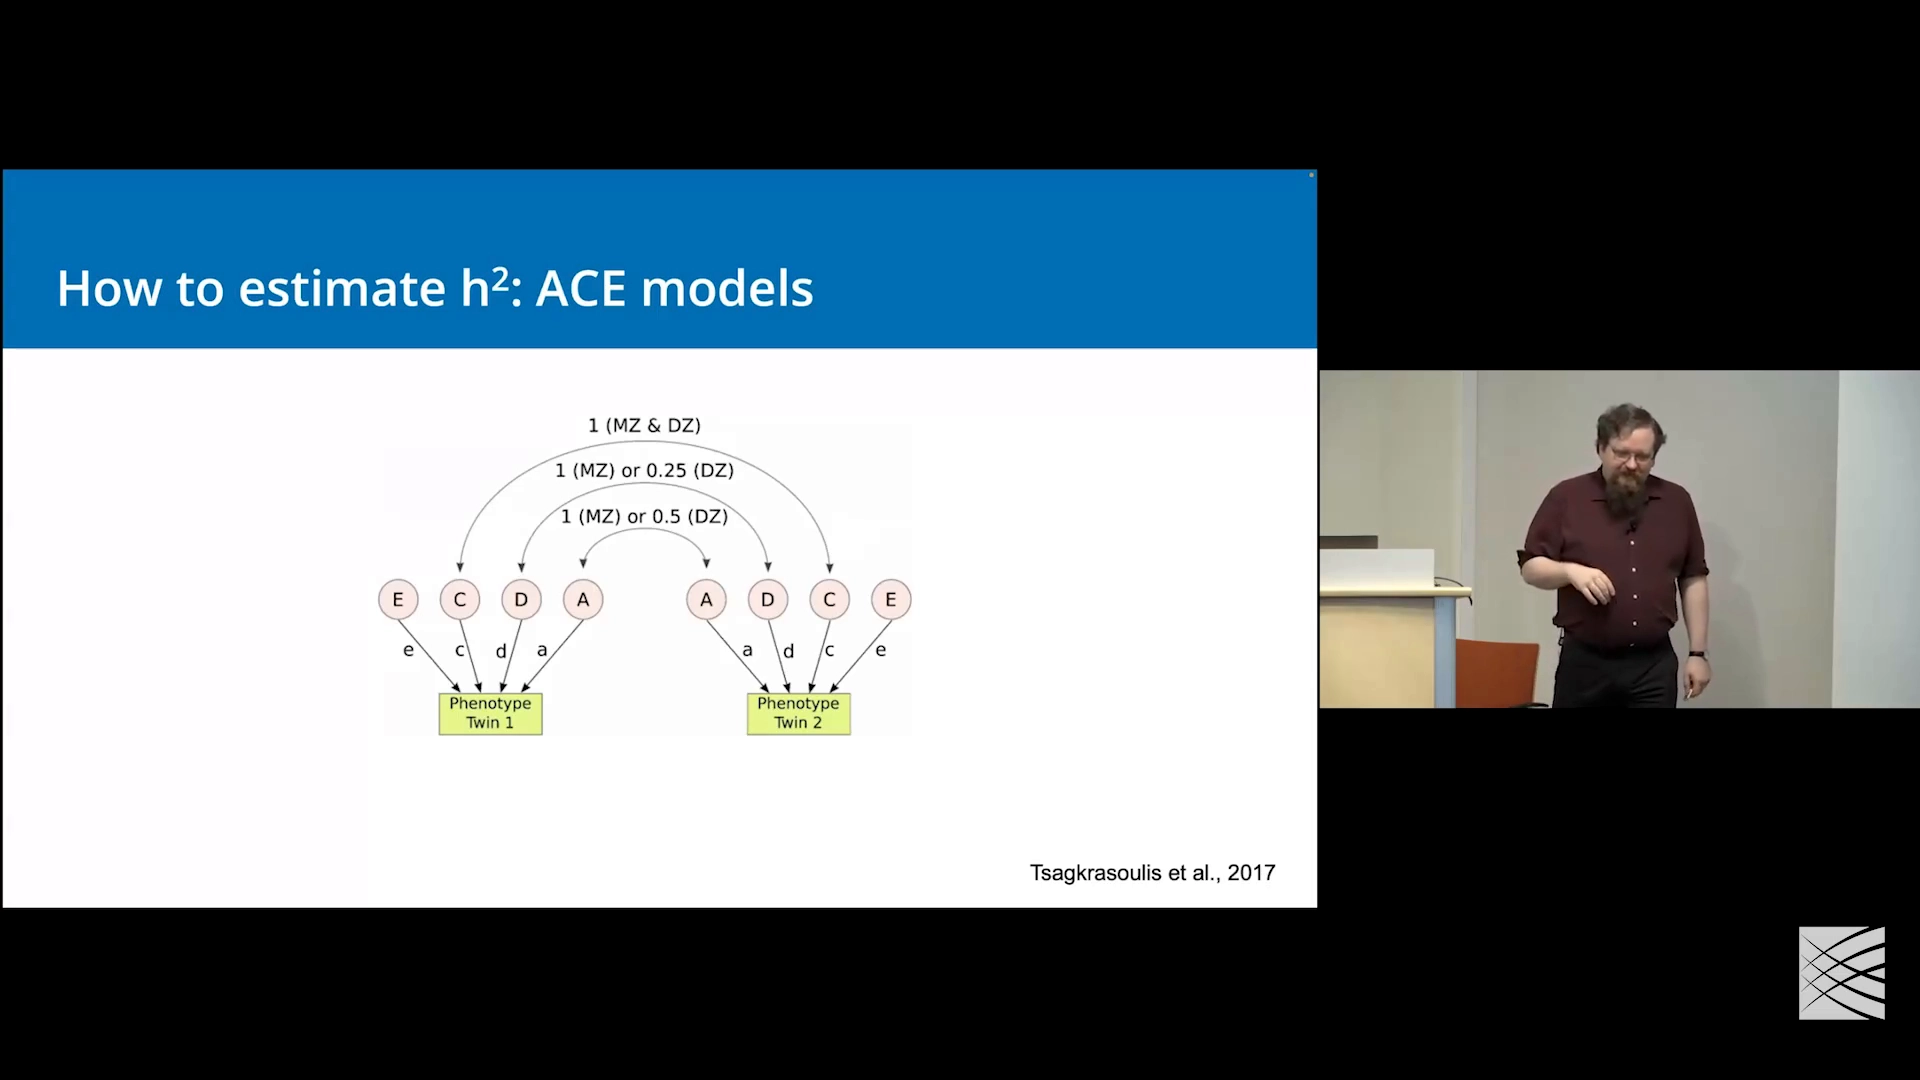 How to estimate h²: ACE models
1 (MZ & DZ)
1 (MZ) or 0.25 (DZ)
1 (MZ) or 0.5 (DZ)
E C D A A D C E
e c d a a d c e
Phenotype Twin 1
Phenotype Twin 2
Tsagkrasoulis et al., 2017